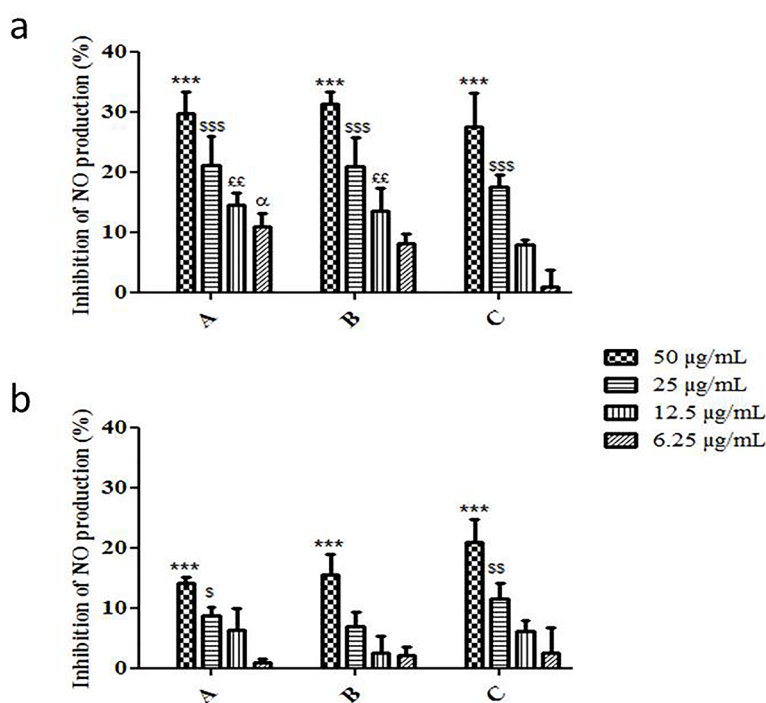 a
Inhibition of NO production (%)
40
30
20
10
0
*** $$$ ££ α
*** $$$ ££
*** $$$
A B C
50 µg/mL
25 µg/mL
12.5 µg/mL
6.25 µg/mL
b
Inhibition of NO production (%)
40
30
20
10
0
*** $
***
*** $$
A B C